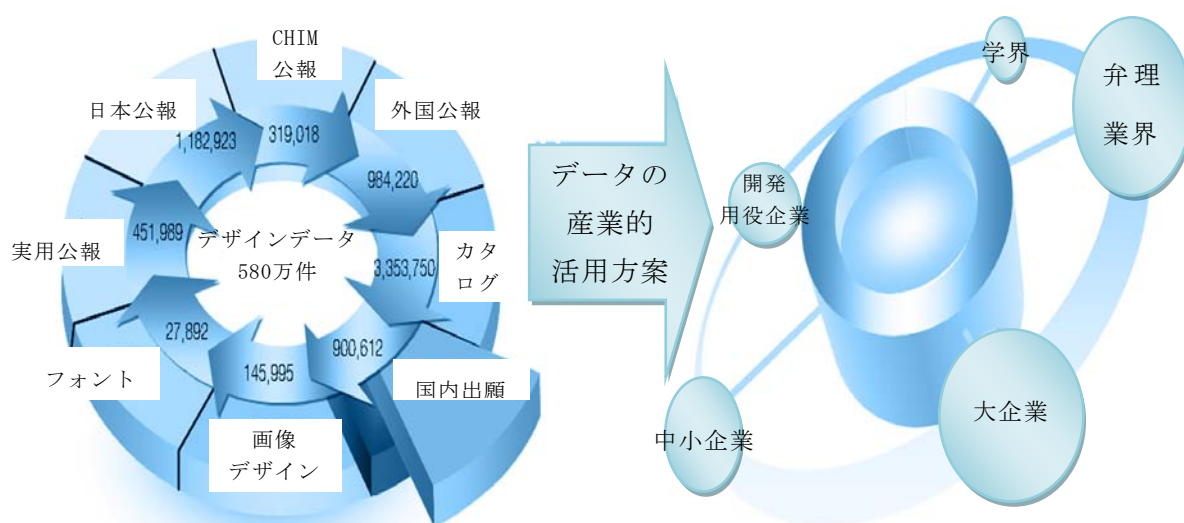 CHIM
公報
外国公報
日本公報
実用公報
フォント
画像
デザイン
国内出願
カタ
ログ
319,018
984,220
3,353,750
900,612
145,995
27,892
451,989
1,182,923
デザインデータ
580万件
データの
産業的
活用方案
学界
弁理
業界
開発
用役企業
中小企業
大企業